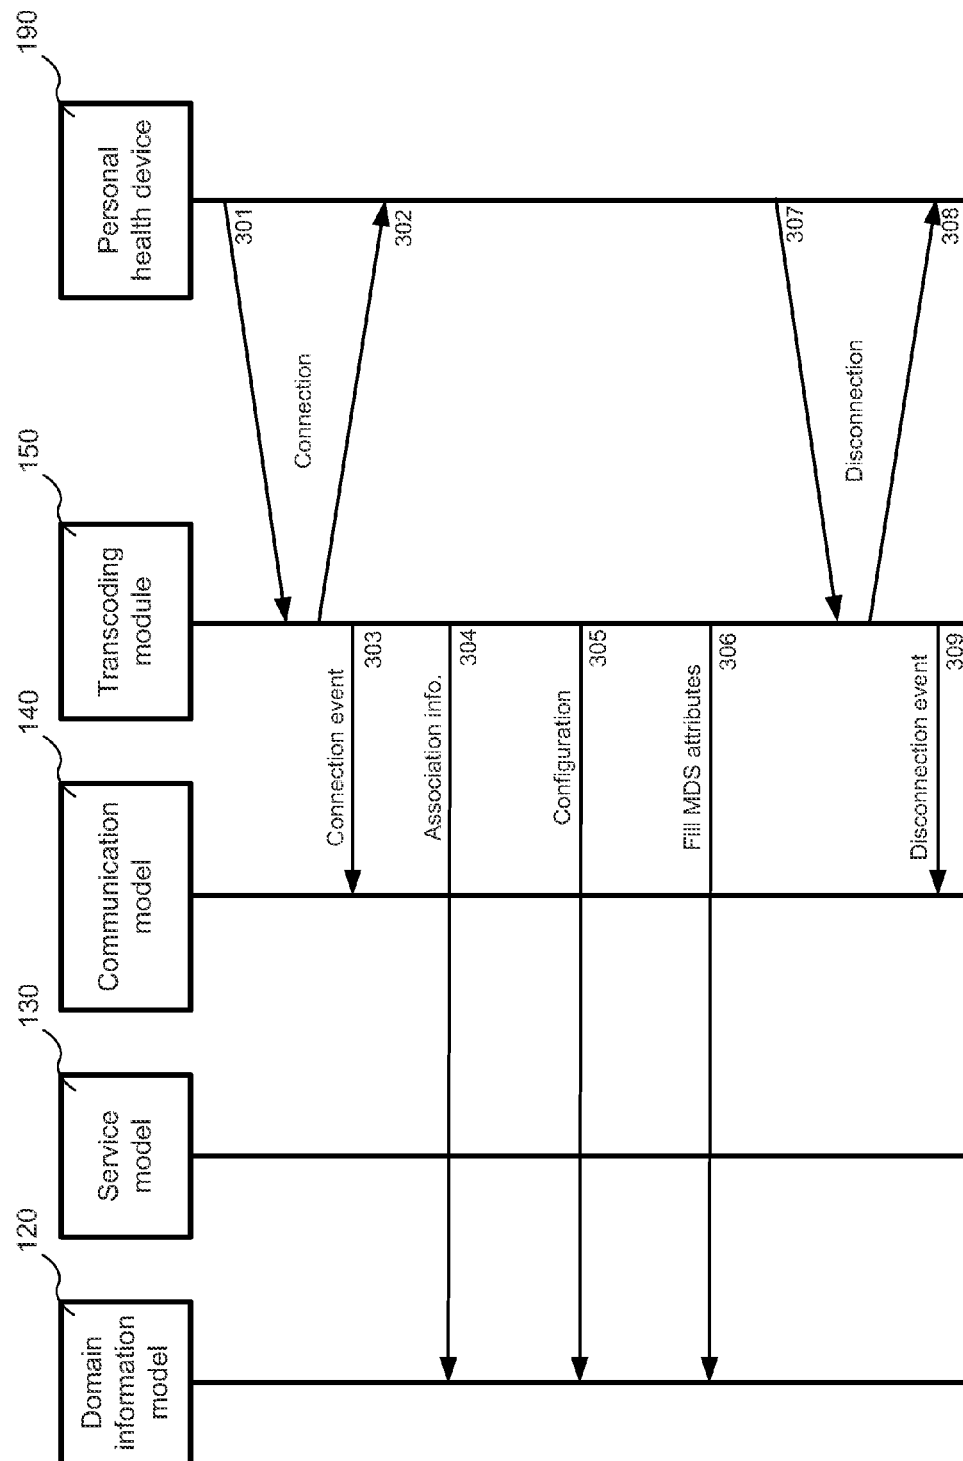 120
130
140
150
190
Domain
information
model
Service
model
Communication
model
Transcoding
module
Personal
health device
301
Connection
302
Connection event
303
Association info.
304
Configuration
305
Fill MDS attributes
306
307
Disconnection
308
Disconnection event
309